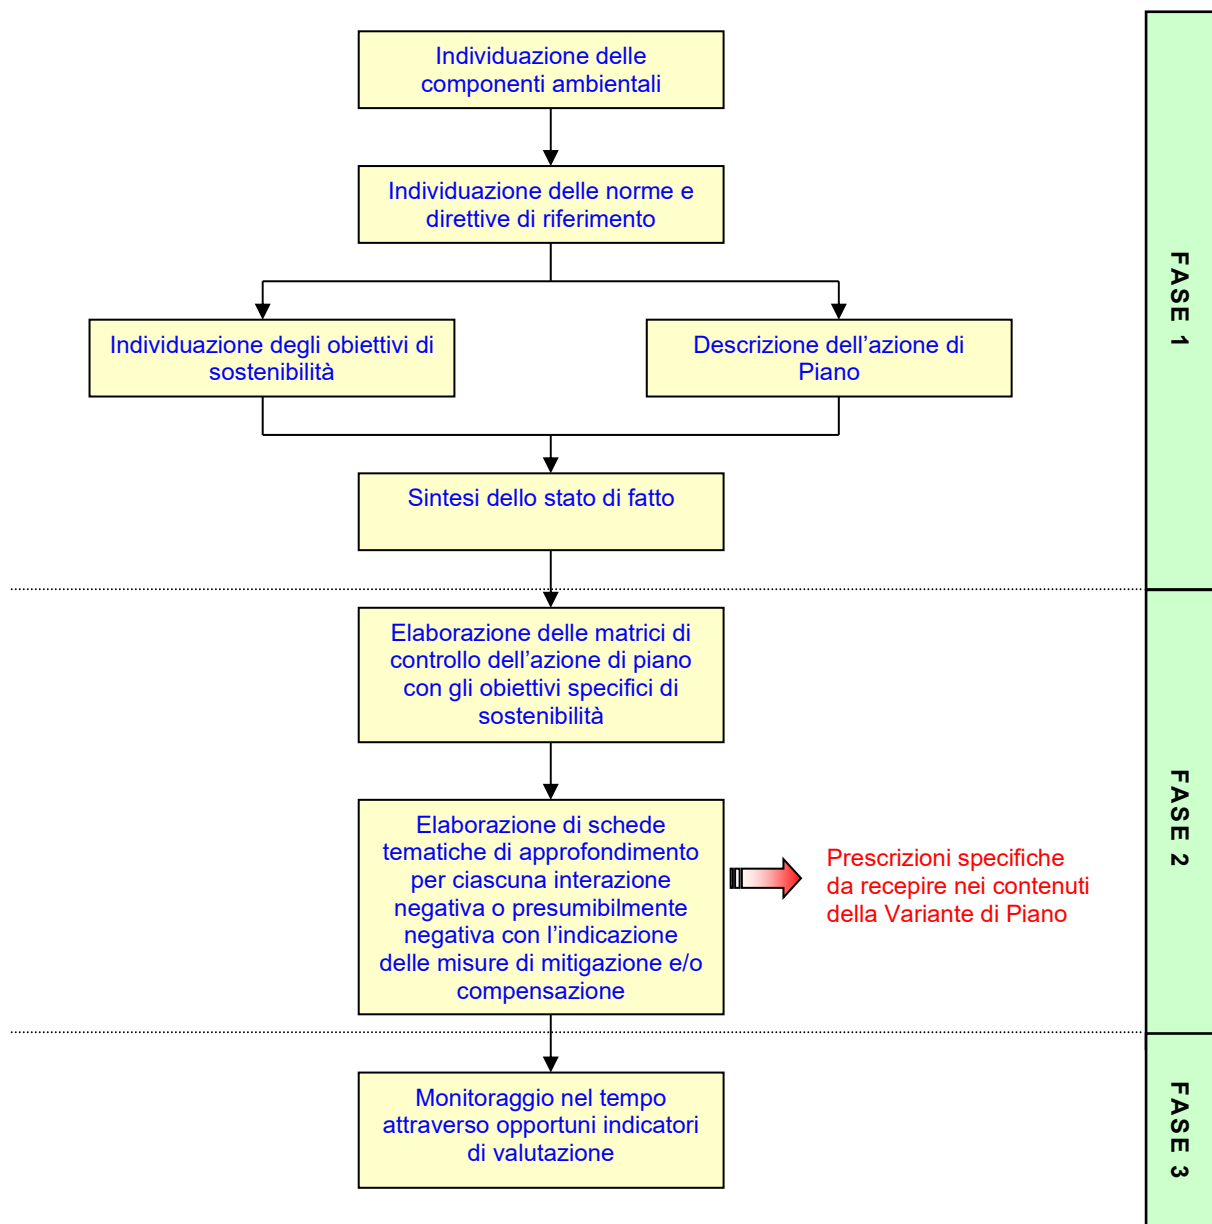 Individuazione delle
componenti ambientali
Individuazione delle norme e
direttive di riferimento
Individuazione degli obiettivi di
sostenibilità
Descrizione dell’azione di
Piano
Sintesi dello stato di fatto
FASE 1
Elaborazione delle matrici di
controllo dell’azione di piano
con gli obiettivi specifici di
sostenibilità
Elaborazione di schede
tematiche di approfondimento
per ciascuna interazione
negativa o presumibilmente
negativa con l’indicazione
delle misure di mitigazione e/o
compensazione
Prescrizioni specifiche
da recepire nei contenuti
della Variante di Piano
FASE 2
Monitoraggio nel tempo
attraverso opportuni indicatori
di valutazione
FASE 3